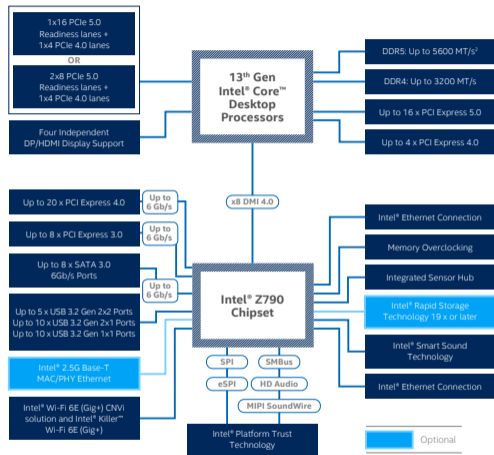 1x16 PCIe 5.0
Readiness lanes +
1x4 PCIe 4.0 lanes
OR
2x8 PCIe 5.0
Readiness lanes +
1x4 PCIe 4.0 lanes
Four Independent
DP/HDMI Display Support
13th Gen
Intel® Core™
Desktop
Processors
DDR5: Up to 5600 MT/s²
DDR4: Up to 3200 MT/s
Up to 16 x PCI Express 5.0
Up to 4 x PCI Express 4.0
x8 DMI 4.0
Up to 20 x PCI Express 4.0
Up to
6 Gb/s
Up to 8 x PCI Express 3.0
Up to
6 Gb/s
Up to 8 x SATA 3.0
6Gb/s Ports
Up to
6 Gb/s
Up to 5 x USB 3.2 Gen 2x2 Ports
Up to 10 x USB 3.2 Gen 2x1 Ports
Up to 10 x USB 3.2 Gen 1x1 Ports
Intel® 2.5G Base-T
MAC/PHY Ethernet
Intel® Wi-Fi 6E (Gig+) CNVi
solution and Intel® Killer™
Wi-Fi 6E (Gig+)
Intel® Z790
Chipset
Intel® Ethernet Connection
Memory Overclocking
Integrated Sensor Hub
Intel® Rapid Storage
Technology 19 x or later
Intel® Smart Sound
Technology
Intel® Ethernet Connection
SPI
SMBus
eSPI
HD Audio
MIPI SoundWire
Intel® Platform Trust
Technology
Optional